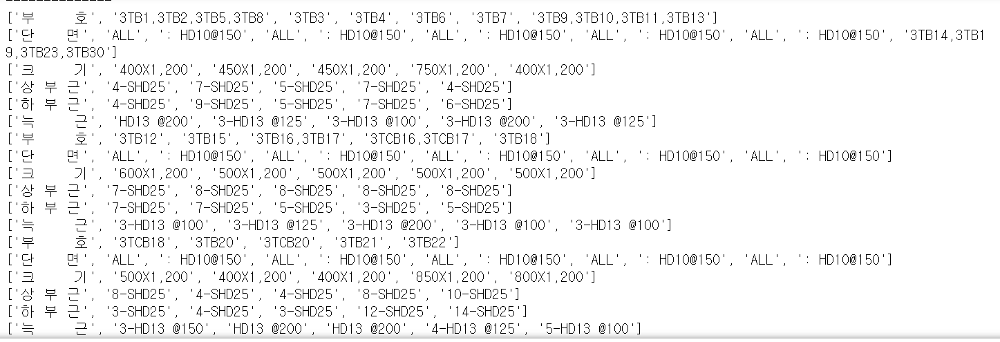 ['부      호', '3TB1,3TB2,3TB5,3TB8', '3TB3', '3TB4', '3TB6', '3TB7', '3TB9,3TB10,3TB11,3TB13']
['단    면', 'ALL', ': HD10@150', 'ALL', ': HD10@150', 'ALL', ': HD10@150', 'ALL', ': HD10@150', 'ALL', ': HD10@150', '3TB14,3TB1
9,3TB23,3TB30']
['크      기', '400X1,200', '450X1,200', '450X1,200', '750X1,200', '400X1,200']
['상 부 근', '4-SHD25', '7-SHD25', '5-SHD25', '7-SHD25', '4-SHD25']
['하 부 근', '4-SHD25', '9-SHD25', '5-SHD25', '7-SHD25', '6-SHD25']
['늑      근', 'HD13 @200', '3-HD13 @125', '3-HD13 @100', '3-HD13 @200', '3-HD13 @125']
['부      호', '3TB12', '3TB15', '3TB16,3TB17', '3TCB16,3TCB17', '3TB18']
['단    면', 'ALL', ': HD10@150', 'ALL', ': HD10@150', 'ALL', ': HD10@150', 'ALL', ': HD10@150', 'ALL', ': HD10@150']
['크      기', '600X1,200', '500X1,200', '500X1,200', '500X1,200', '500X1,200']
['상 부 근', '7-SHD25', '8-SHD25', '8-SHD25', '8-SHD25', '8-SHD25']
['하 부 근', '7-SHD25', '7-SHD25', '5-SHD25', '3-SHD25', '5-SHD25']
['늑      근', '3-HD13 @100', '3-HD13 @125', '3-HD13 @200', '3-HD13 @100', '3-HD13 @100']
['부      호', '3TCB18', '3TB20', '3TCB20', '3TB21', '3TB22']
['단    면', 'ALL', ': HD10@150', 'ALL', ': HD10@150', 'ALL', ': HD10@150', 'ALL', ': HD10@150', 'ALL', ': HD10@150']
['크      기', '500X1,200', '400X1,200', '400X1,200', '850X1,200', '800X1,200']
['상 부 근', '8-SHD25', '4-SHD25', '4-SHD25', '8-SHD25', '10-SHD25']
['하 부 근', '3-SHD25', '4-SHD25', '3-SHD25', '12-SHD25', '14-SHD25']
['늑      근', '3-HD13 @150', 'HD13 @200', 'HD13 @200', '4-HD13 @125', '5-HD13 @100']